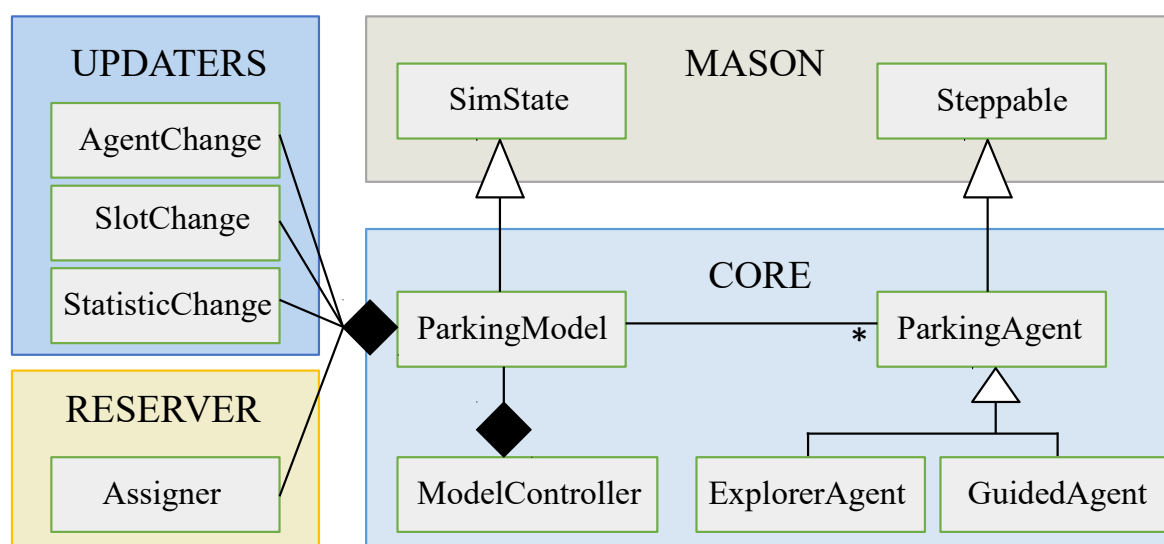 UPDATERS
AgentChange
SlotChange
StatisticChange
RESERVER
Assigner
MASON
SimState
Steppable
CORE
ParkingModel
*
ParkingAgent
ModelController
ExplorerAgent
GuidedAgent